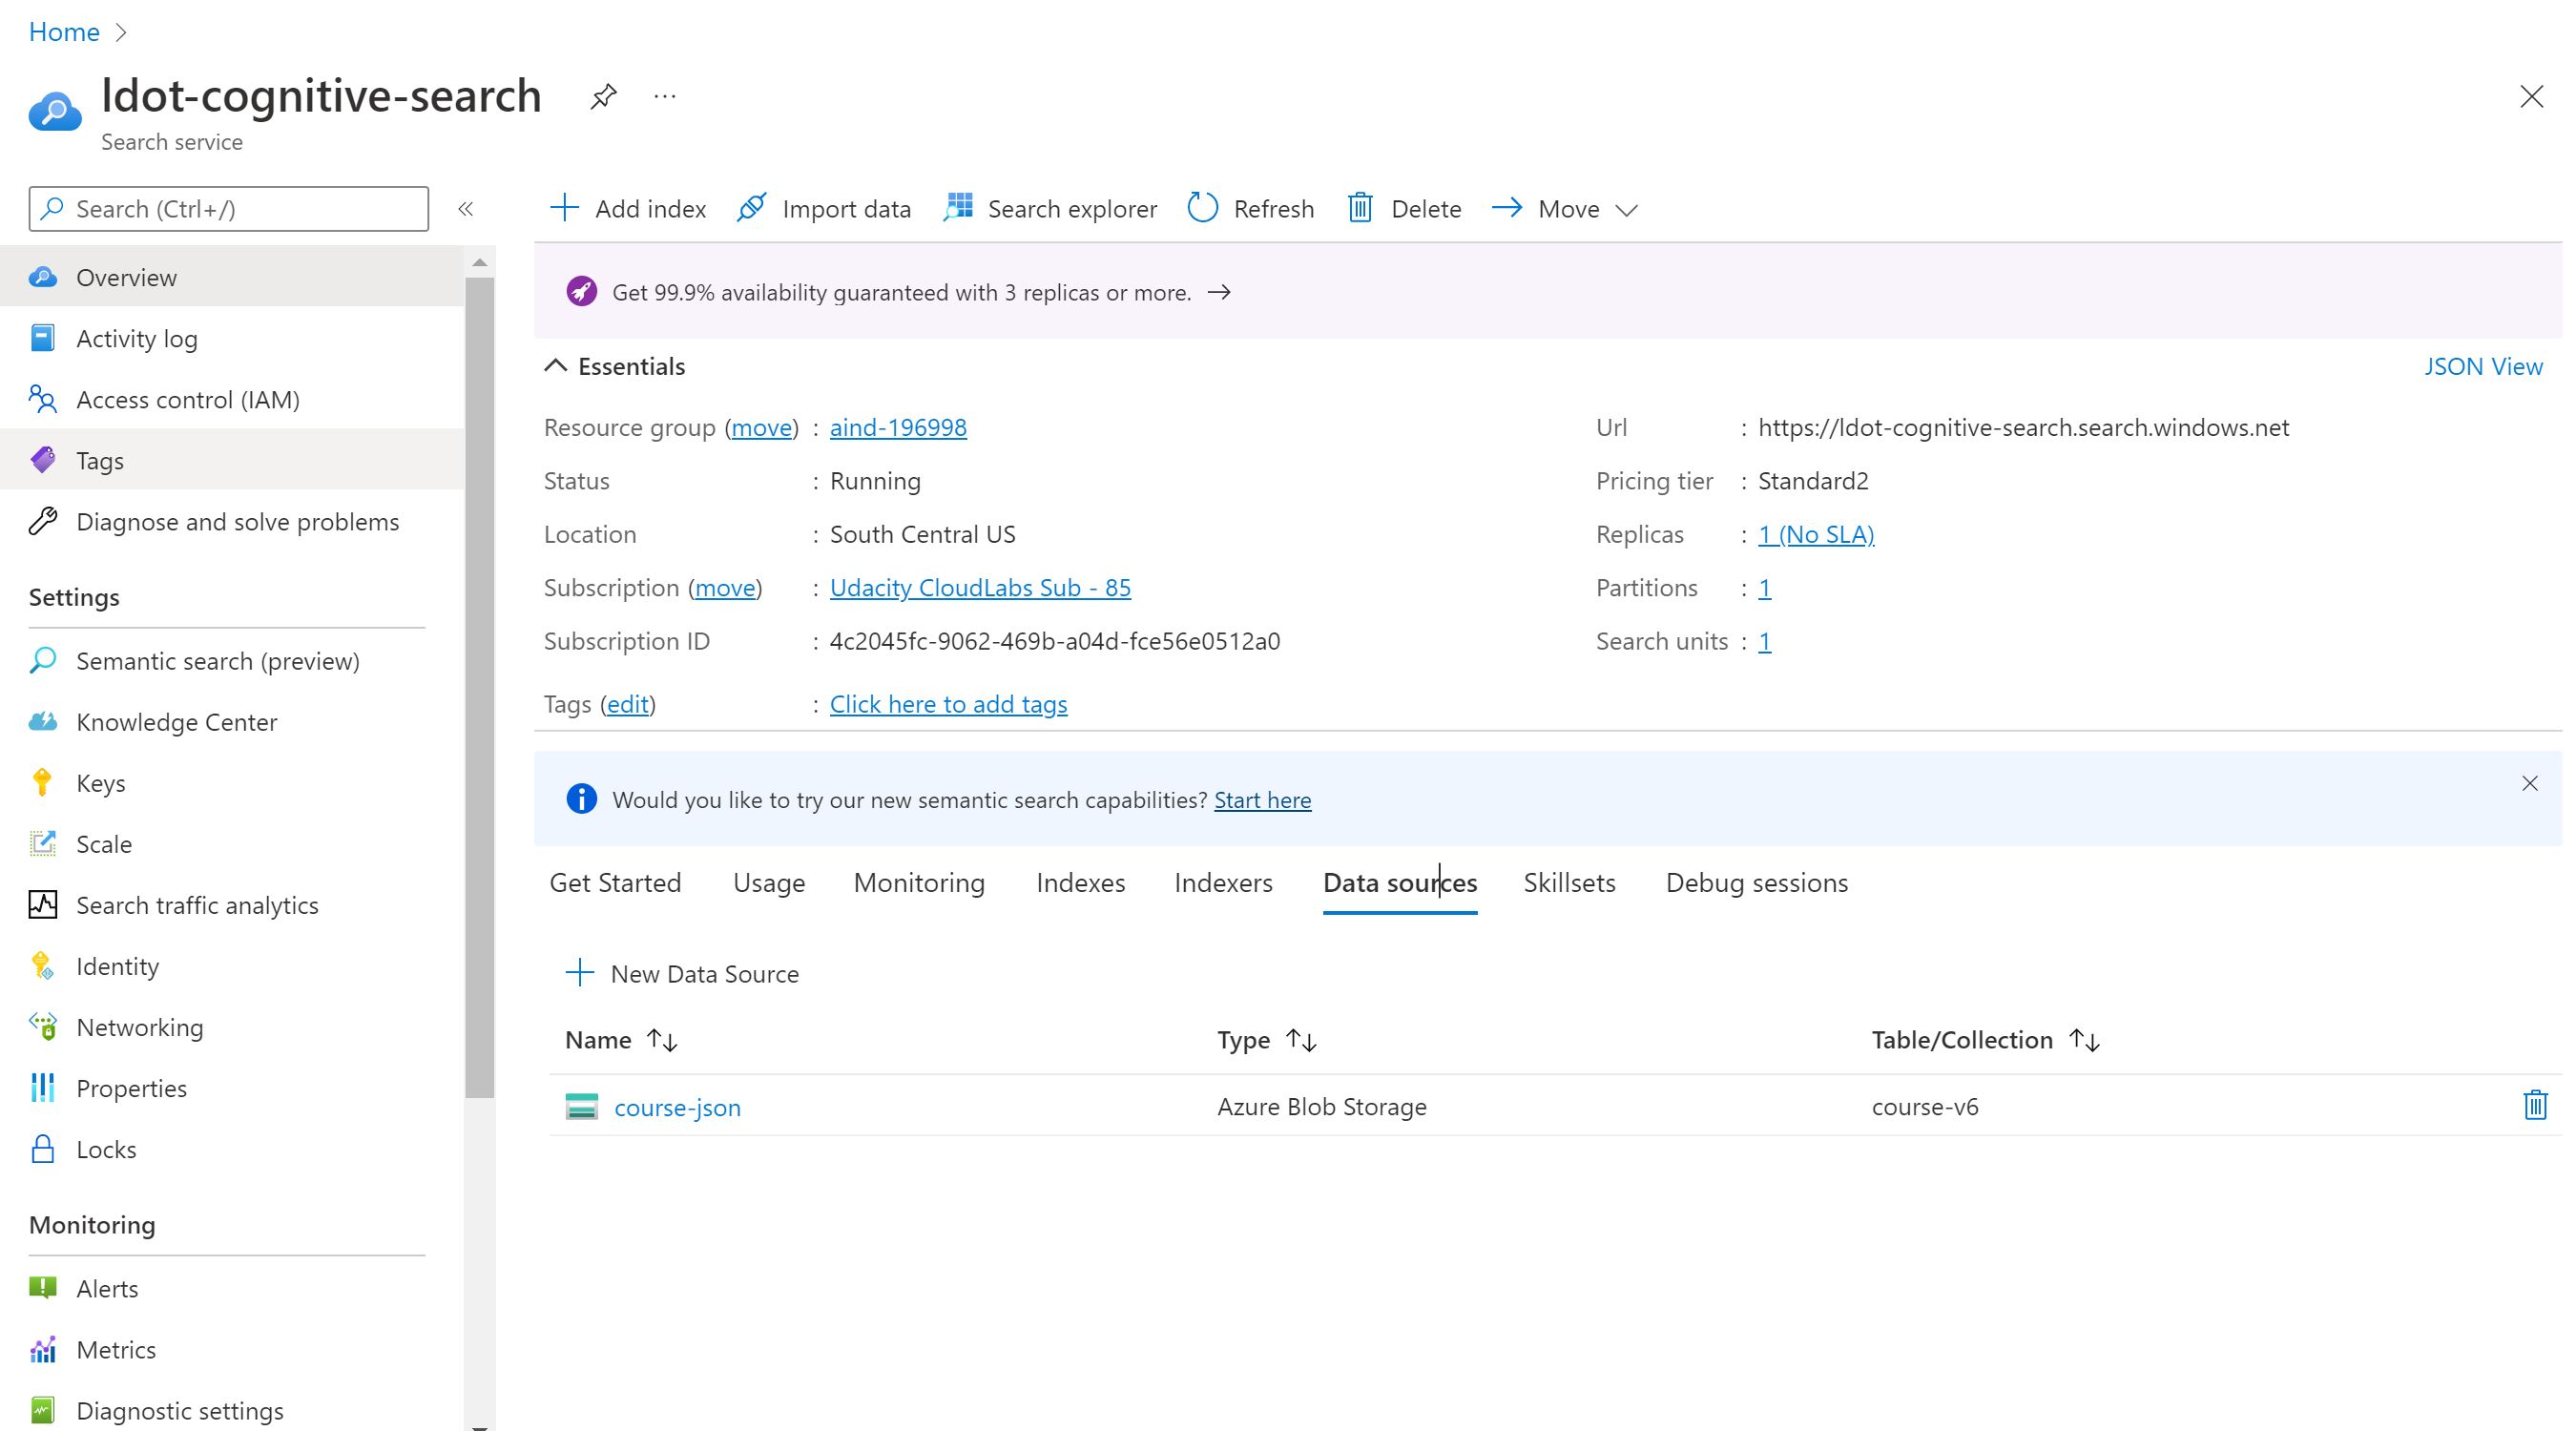 Home
ldot-cognitive-search
Search service
Search (Ctrl+/)
Overview
Activity log
Access control (IAM)
Tags
Diagnose and solve problems
Settings
Semantic search (preview)
Knowledge Center
Keys
Scale
Search traffic analytics
Identity
Networking
Properties
Locks
Monitoring
Alerts
Metrics
Diagnostic settings
Add index Import data Search explorer Refresh Delete Move
Get 99.9% availability guaranteed with 3 replicas or more.
Essentials JSON View
Resource group (move) : aind-196998
Status : Running
Location : South Central US
Subscription (move) : Udacity CloudLabs Sub - 85
Subscription ID : 4c2045fc-9062-469b-a04d-fce56e0512a0
Tags (edit) : Click here to add tags
Url : https://ldot-cognitive-search.search.windows.net
Pricing tier : Standard2
Replicas : 1 (No SLA)
Partitions : 1
Search units : 1
Would you like to try our new semantic search capabilities? Start here
Get Started Usage Monitoring Indexes Indexers Data sources Skillsets Debug sessions
New Data Source
Name Type Table/Collection
course-json Azure Blob Storage course-v6